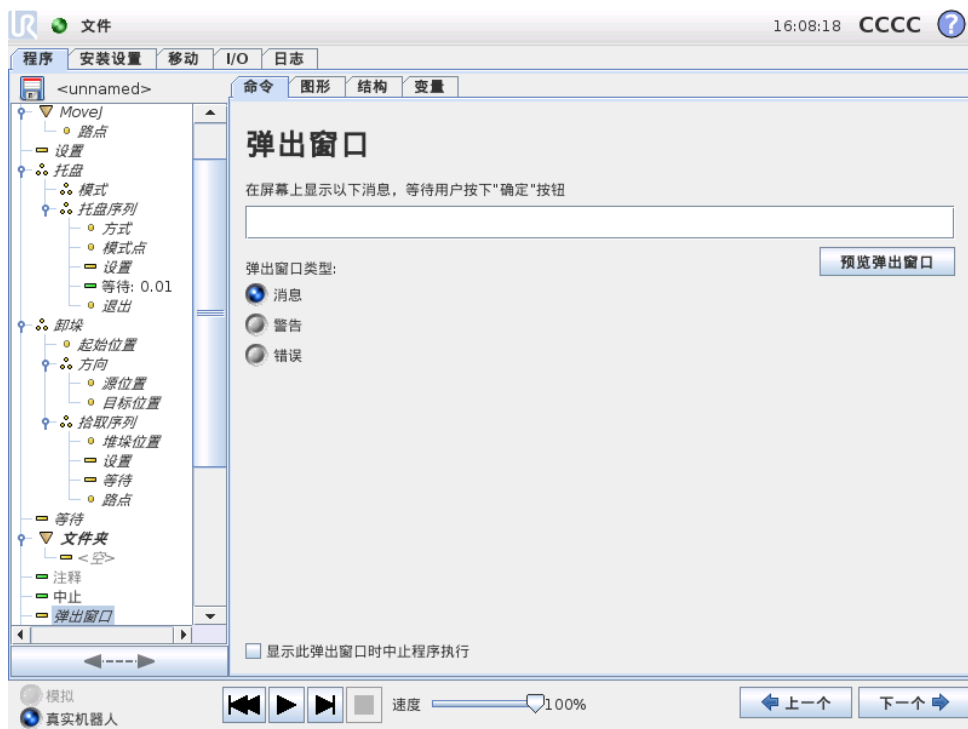 UR 文件 16:08:18 CCCC ?
程序 安装设置 移动 I/O 日志
<unnamed>
命令 图形 结构 变量
MoveJ
路点
设置
托盘
模式
托盘序列
方式
模式点
设置
等待: 0.01
退出
卸垛
起始位置
方向
源位置
目标位置
拾取序列
堆垛位置
设置
等待
路点
等待
文件夹
<空>
注释
中止
弹出窗口
弹出窗口
在屏幕上显示以下消息，等待用户按下"确定"按钮
预览弹出窗口
弹出窗口类型:
消息
警告
错误
显示此弹出窗口时中止程序执行
模拟
真实机器人
速度 100%
上一个 下一个